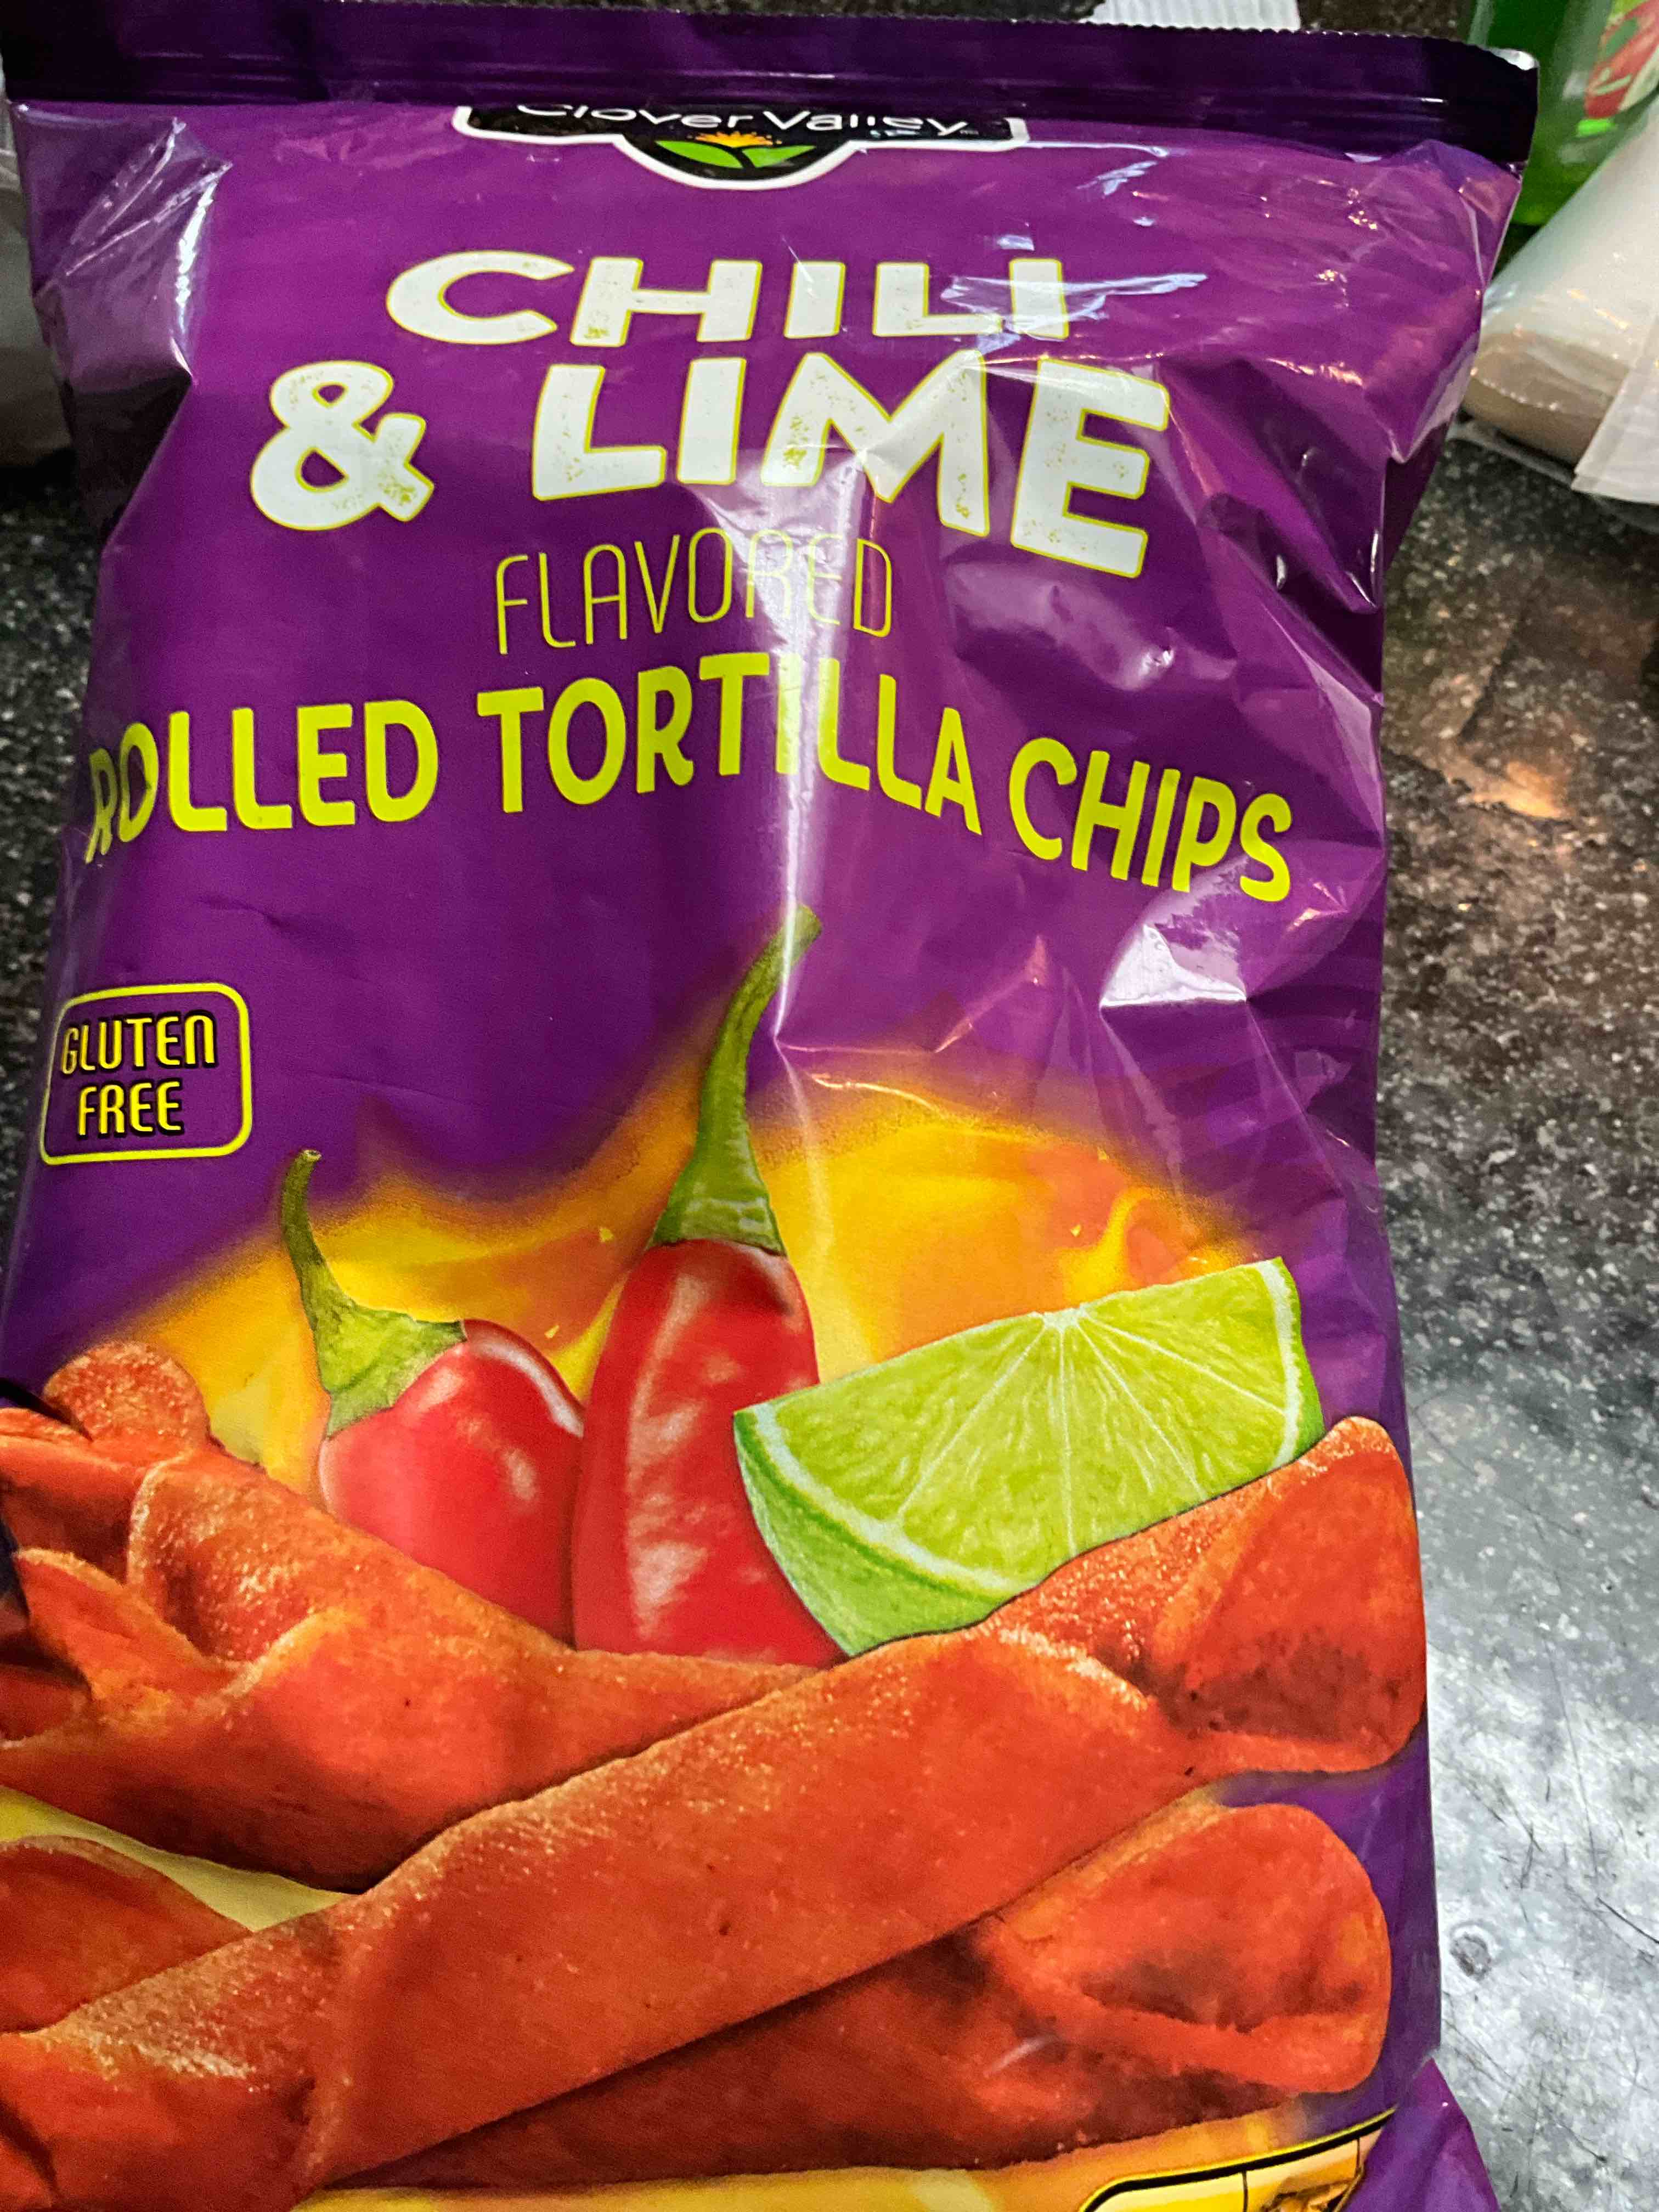 Clover Valley
CHILI
& LIME
FLAVORED
ROLLED TORTILLA CHIPS
GLUTEN
FREE